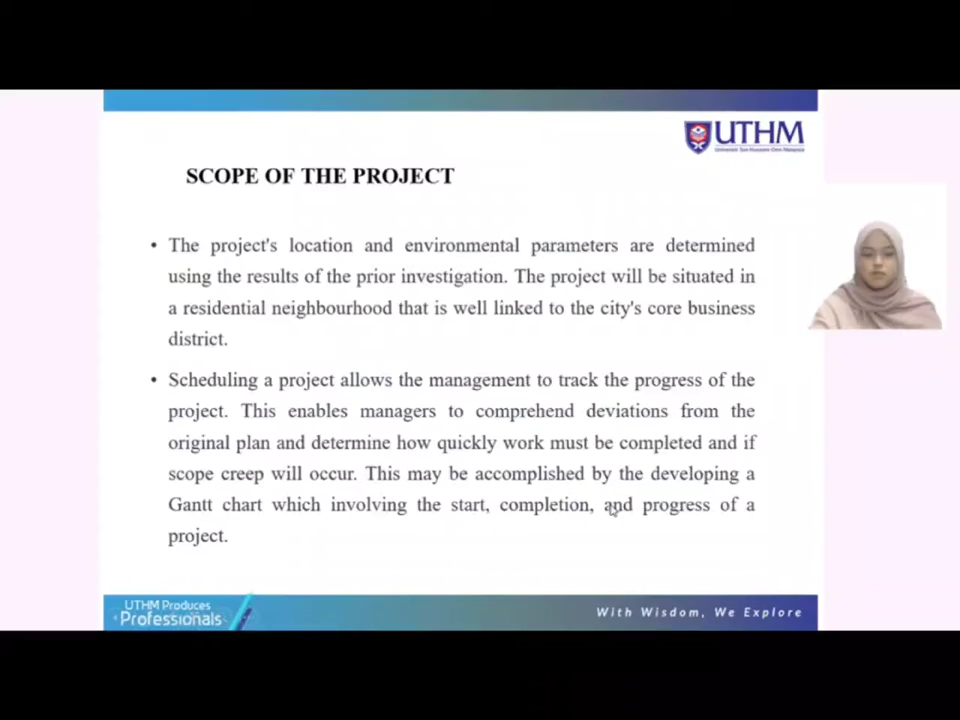 UTHM
Universiti Tun Hussein Onn Malaysia
SCOPE OF THE PROJECT
• The project's location and environmental parameters are determined
using the results of the prior investigation. The project will be situated in
a residential neighbourhood that is well linked to the city's core business
district.
• Scheduling a project allows the management to track the progress of the
project. This enables managers to comprehend deviations from the
original plan and determine how quickly work must be completed and if
scope creep will occur. This may be accomplished by the developing a
Gantt chart which involving the start, completion, and progress of a
project.
UTHM Produces
Professionals
With Wisdom, We Explore